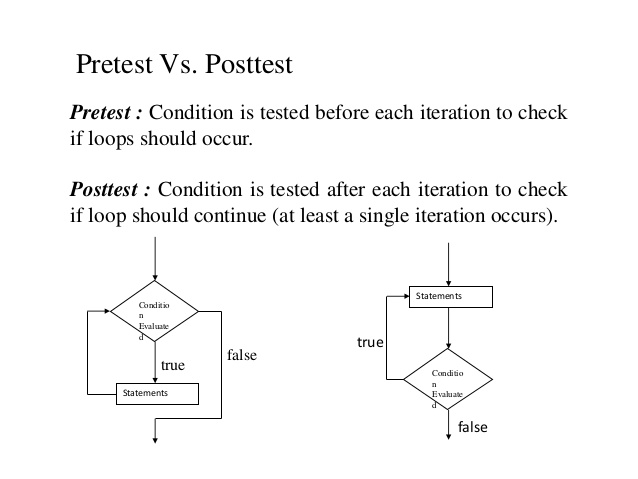 Pretest Vs. Posttest
Pretest : Condition is tested before each iteration to check
if loops should occur.
Posttest : Condition is tested after each iteration to check
if loop should continue (at least a single iteration occurs).
Conditio
n
Evaluate
d
true
false
Statements
Statements
true
Conditio
n
Evaluate
d
false